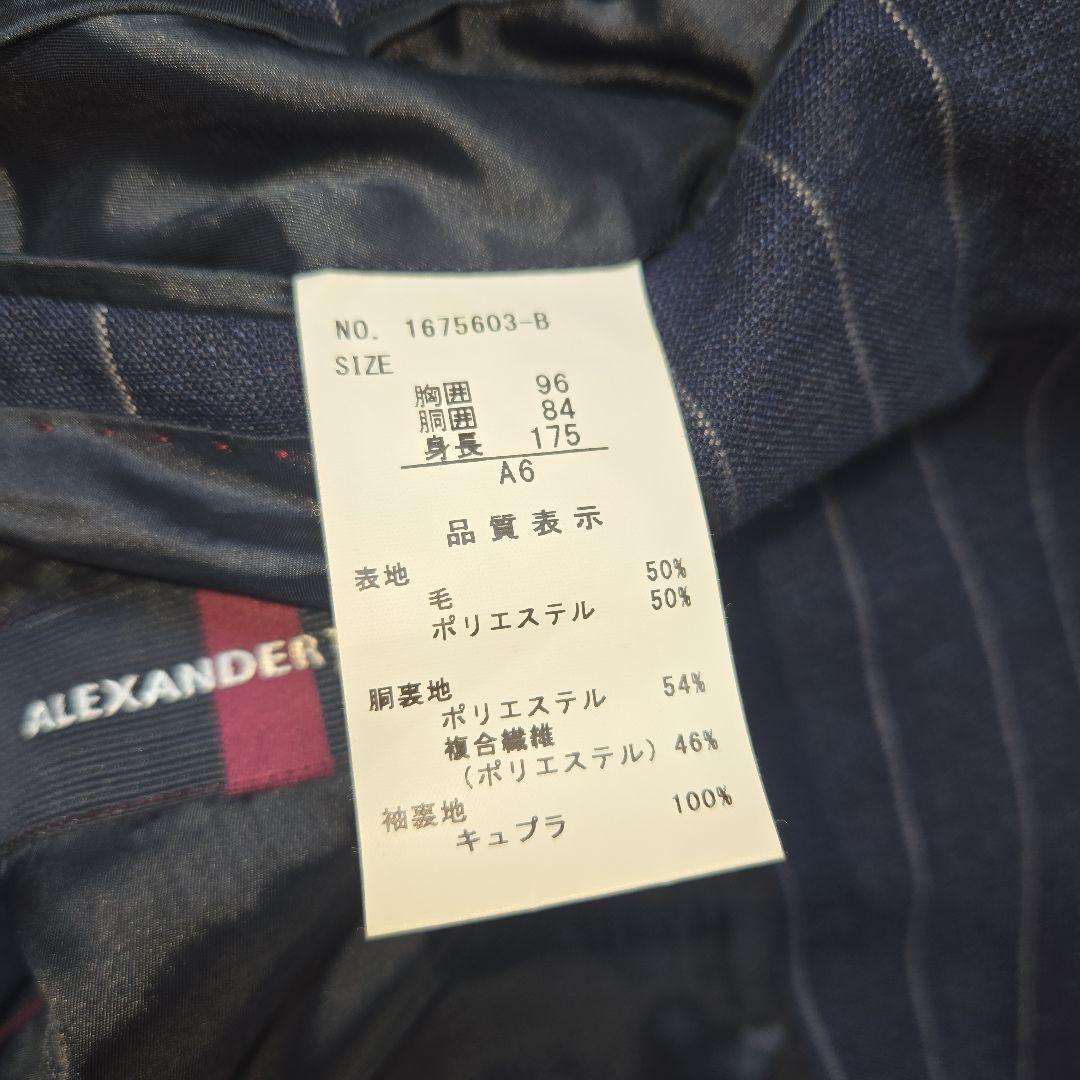 NO. 1675603-B
SIZE
胸囲 96
胴囲 84
身長 175
A6
品質表示
表地
毛 50%
ポリエステル 50%
胴裏地
ポリエステル 54%
複合繊維
(ポリエステル) 46%
袖裏地
キュプラ 100%
ALEXANDER